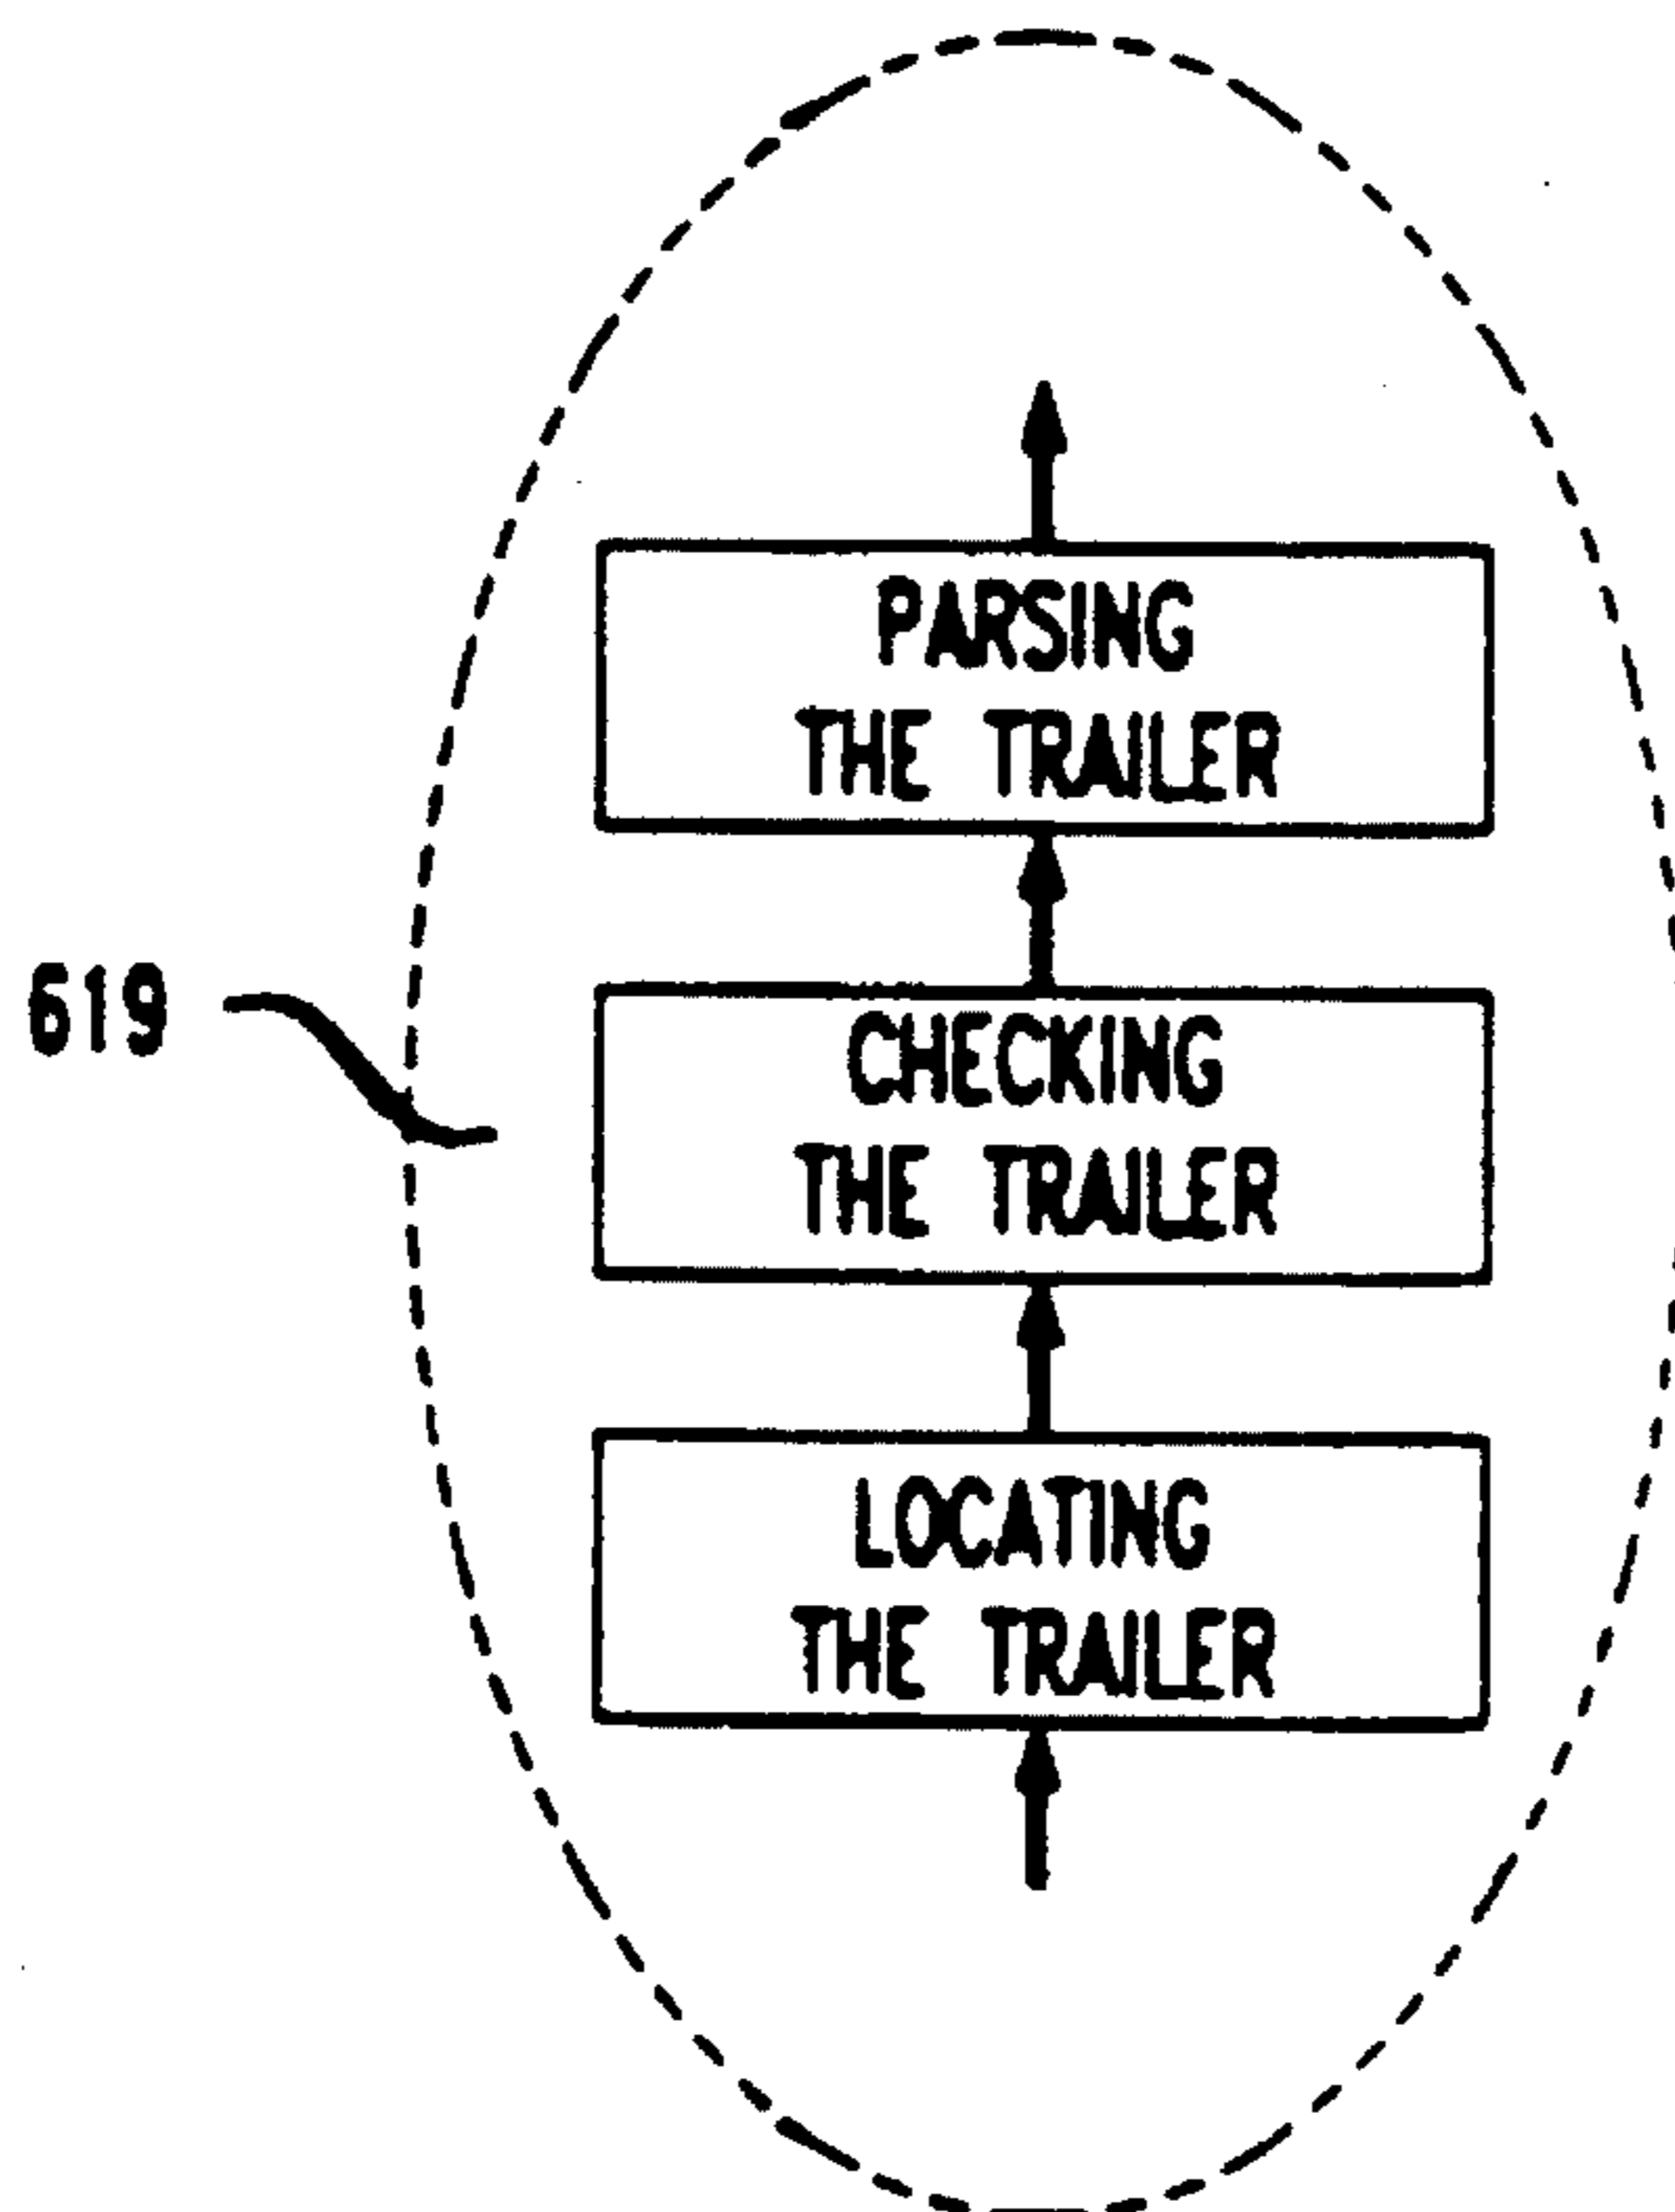 PARSING
THE TRAILER
619
CHECKING
THE TRAILER
LOCATING
THE TRAILER